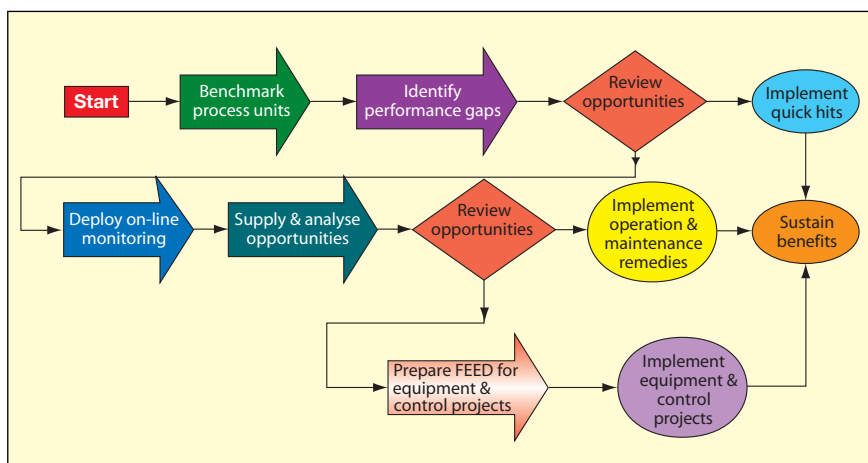 Start
Benchmark
process units
Identify
performance gaps
Review
opportunities
Implement
quick hits
Deploy on-line
monitoring
Supply & analyse
opportunities
Review
opportunities
Implement
operation &
maintenance
remedies
Sustain
benefits
Prepare FEED for
equipment &
control projects
Implement
equipment &
control
projects